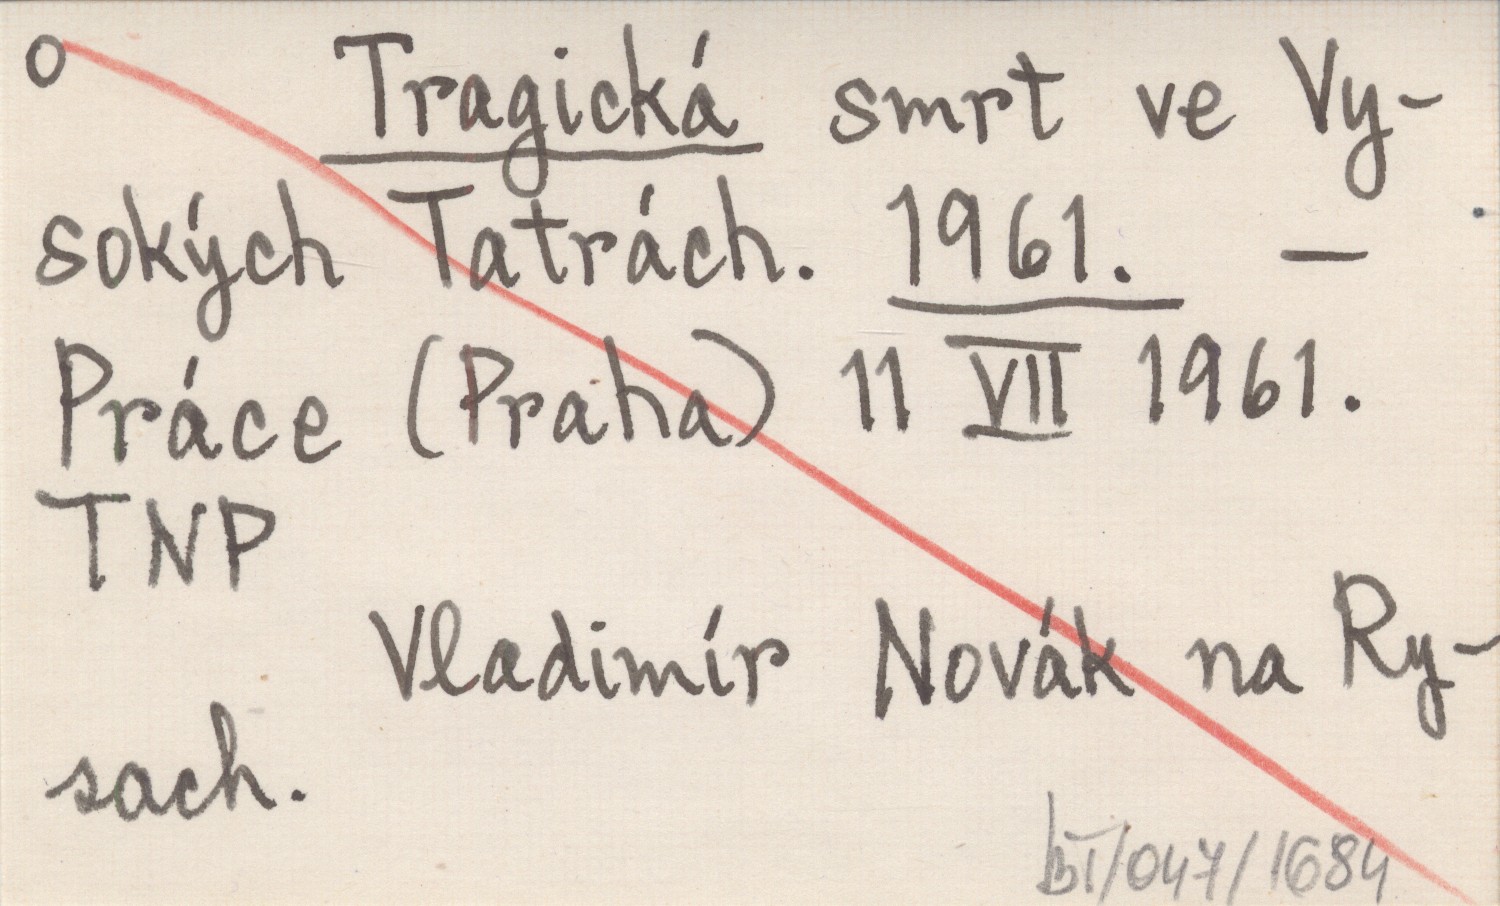 o Tragická smrt ve Vy-
sokých Tatrách. 1961. —
Práce (Praha) 11 VII 1961.
TNP
Vladimír Novák na Ry-
sach.
bI/047/1684